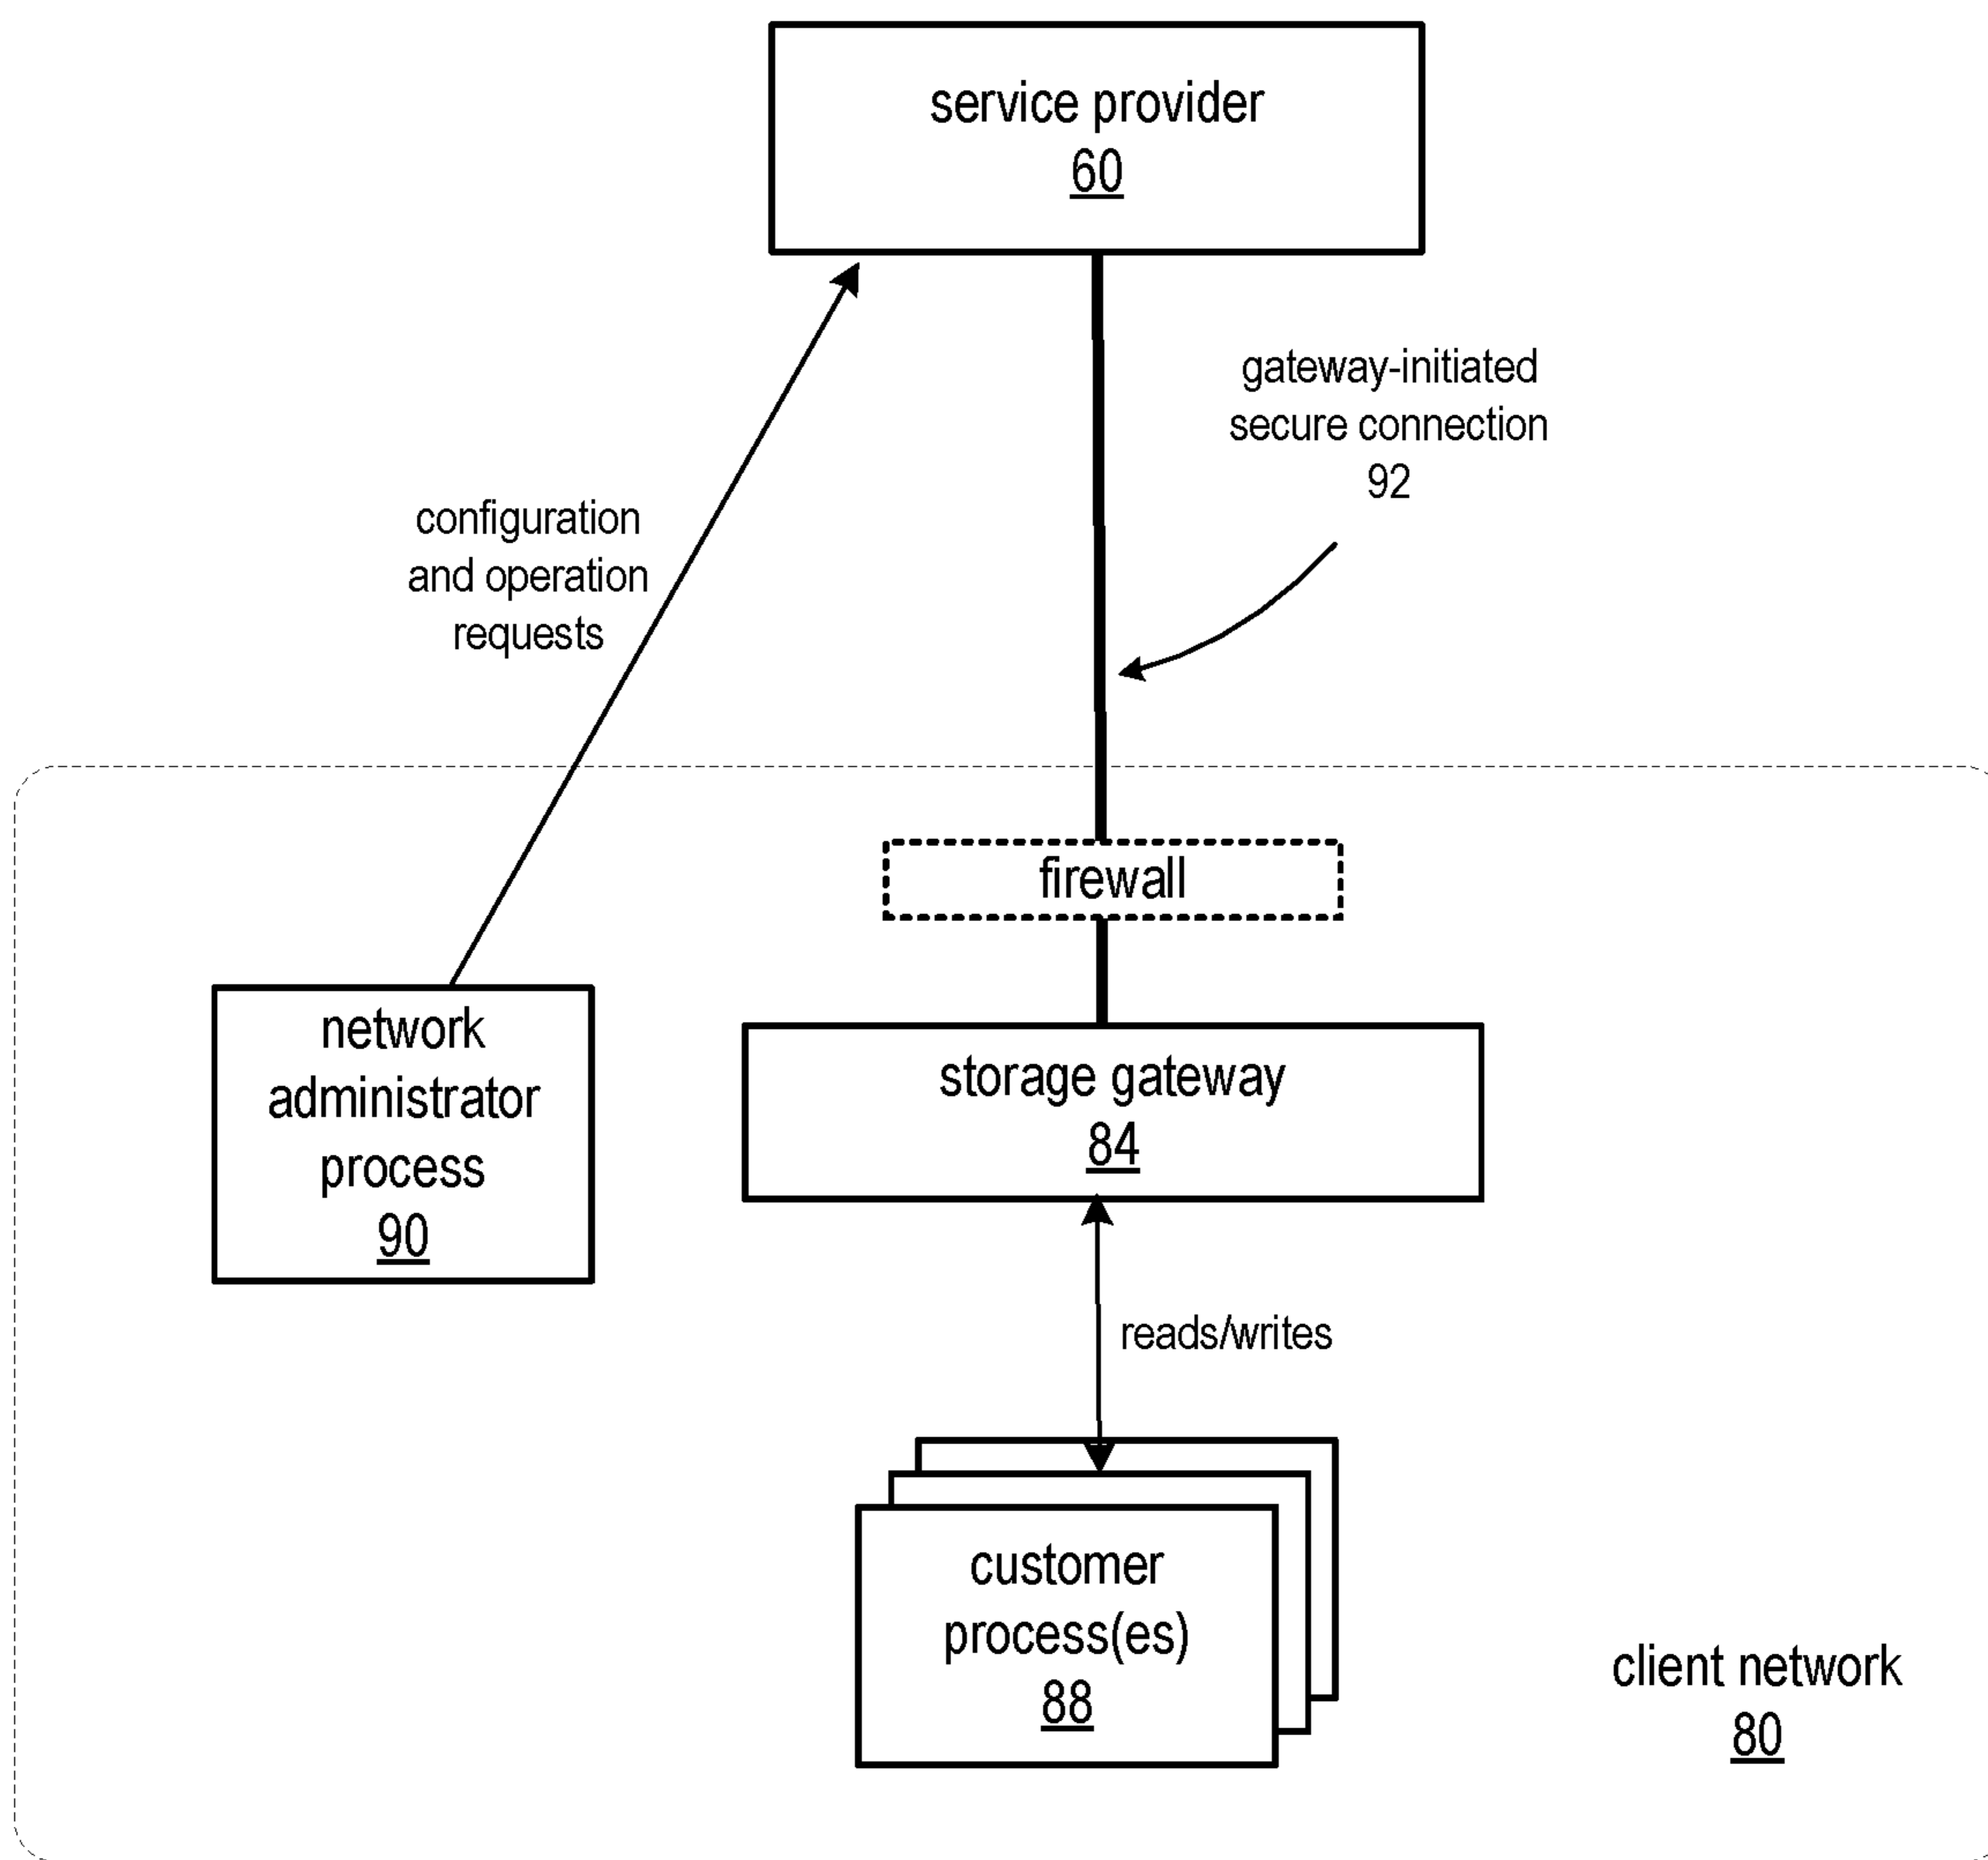 service provider
60
gateway-initiated
secure connection
92
configuration
and operation
requests
firewall
network
administrator
process
90
storage gateway
84
reads/writes
customer
process(es)
88
client network
80